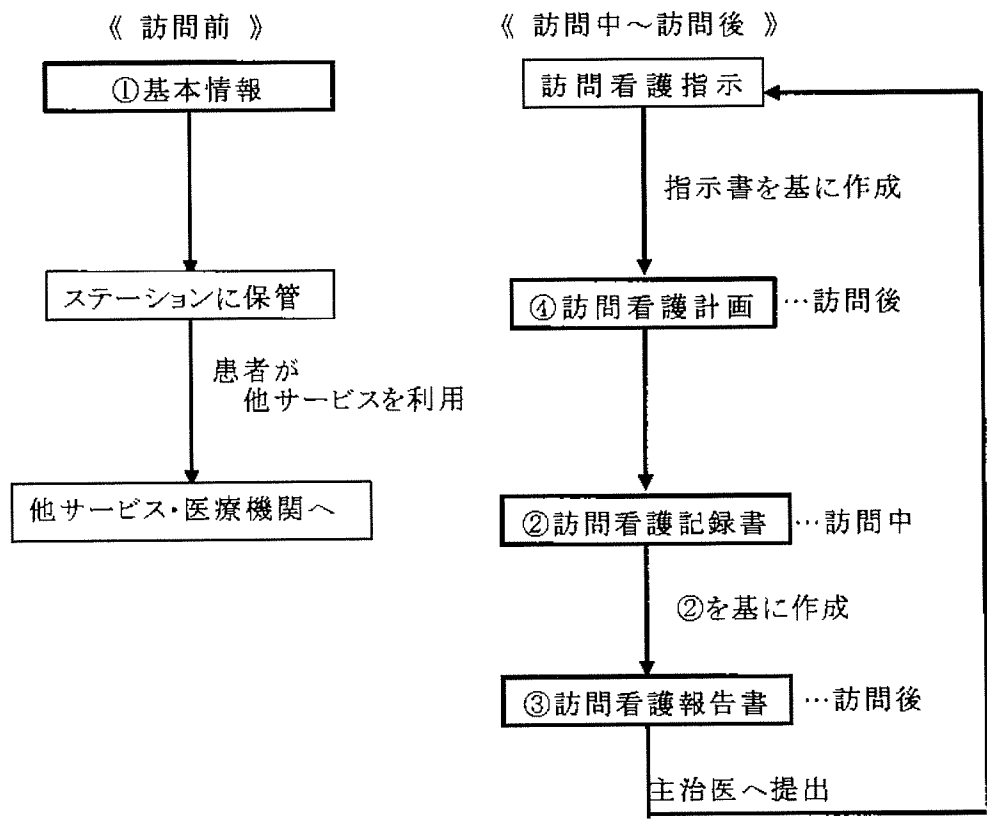 《 訪問前 》
①基本情報
ステーションに保管
患者が
他サービスを利用
他サービス・医療機関へ
《 訪問中～訪問後 》
訪問看護指示
指示書を基に作成
④訪問看護計画
…訪問後
②訪問看護記録書
…訪問中
②を基に作成
③訪問看護報告書
…訪問後
主治医へ提出